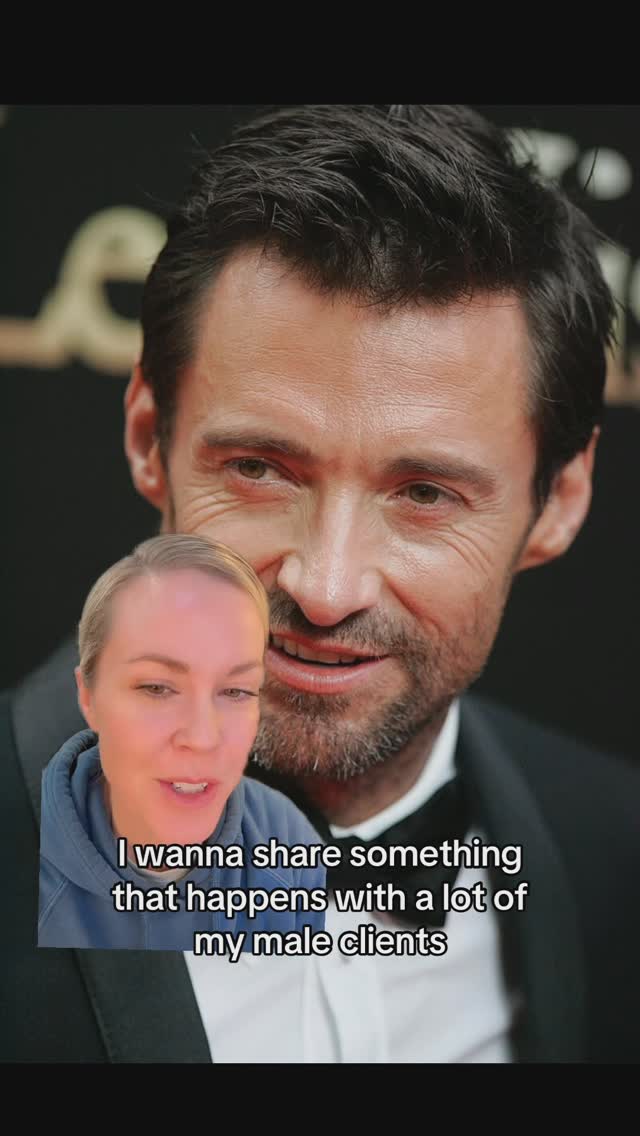 I wanna share something
that happens with a lot of
my male clients